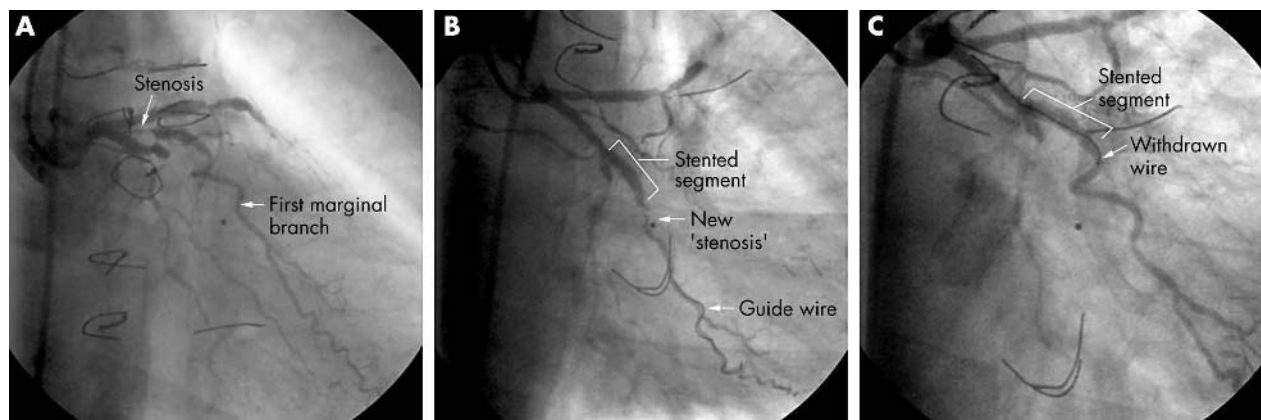 A
Stenosis
First marginal
branch
B
Stented
segment
New
'stenosis'
Guide wire
C
Stented
segment
Withdrawn
wire